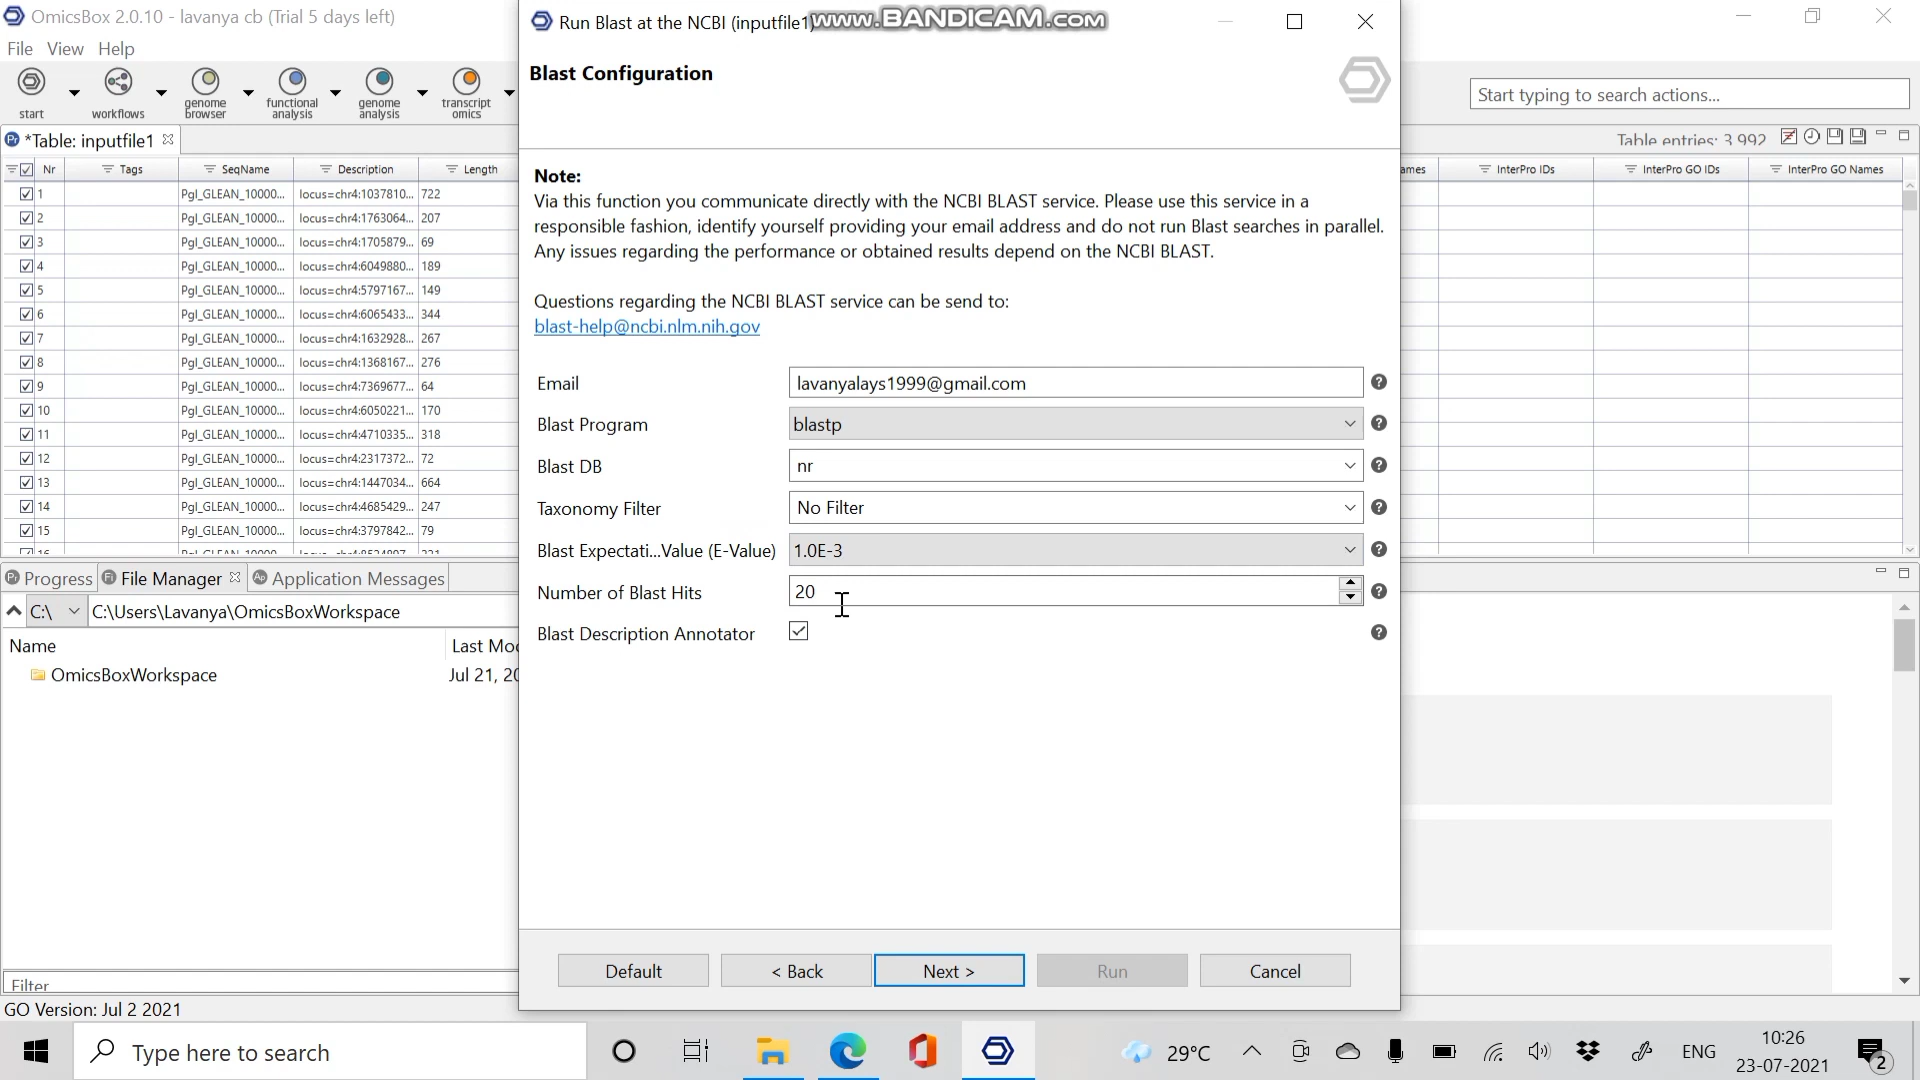 OmicsBox 2.0.10 - lavanya cb (Trial 5 days left)
Run Blast at the NCBI (inputfile1)
www.BANDICAM.com
File View Help
Blast Configuration
start
workflows
genome browser
functional analysis
genome analysis
transcript omics
Start typing to search actions...
*Table: inputfile1
Table entries: 3 992
Nr Tags SeqName Description Length
ames InterPro IDs InterPro GO IDs InterPro GO Names
1 Pgl_GLEAN_10000... locus=chr4:1037810... 722
2 Pgl_GLEAN_10000... locus=chr4:1763064... 207
3 Pgl_GLEAN_10000... locus=chr4:1705879... 69
4 Pgl_GLEAN_10000... locus=chr4:6049880... 189
5 Pgl_GLEAN_10000... locus=chr4:5797167... 149
6 Pgl_GLEAN_10000... locus=chr4:6065433... 344
7 Pgl_GLEAN_10000... locus=chr4:1632928... 267
8 Pgl_GLEAN_10000... locus=chr4:1368167... 276
9 Pgl_GLEAN_10000... locus=chr4:7369677... 64
10 Pgl_GLEAN_10000... locus=chr4:6050221... 170
11 Pgl_GLEAN_10000... locus=chr4:4710335... 318
12 Pgl_GLEAN_10000... locus=chr4:2317372... 72
13 Pgl_GLEAN_10000... locus=chr4:1447034... 664
14 Pgl_GLEAN_10000... locus=chr4:4685429... 247
15 Pgl_GLEAN_10000... locus=chr4:3797842... 79
Note:
Via this function you communicate directly with the NCBI BLAST service. Please use this service in a
responsible fashion, identify yourself providing your email address and do not run Blast searches in parallel.
Any issues regarding the performance or obtained results depend on the NCBI BLAST.
Questions regarding the NCBI BLAST service can be send to:
blast-help@ncbi.nlm.nih.gov
Email lavanyalays1999@gmail.com
Blast Program blastp
Blast DB nr
Taxonomy Filter No Filter
Blast Expectati...Value (E-Value) 1.0E-3
Number of Blast Hits 20
Blast Description Annotator
Default < Back Next > Run Cancel
Progress File Manager Application Messages
C:\ C:\Users\Lavanya\OmicsBoxWorkspace
Name Last Mo
OmicsBoxWorkspace Jul 21, 20
Filter
GO Version: Jul 2 2021
Type here to search
29°C
ENG
10:26
23-07-2021
2